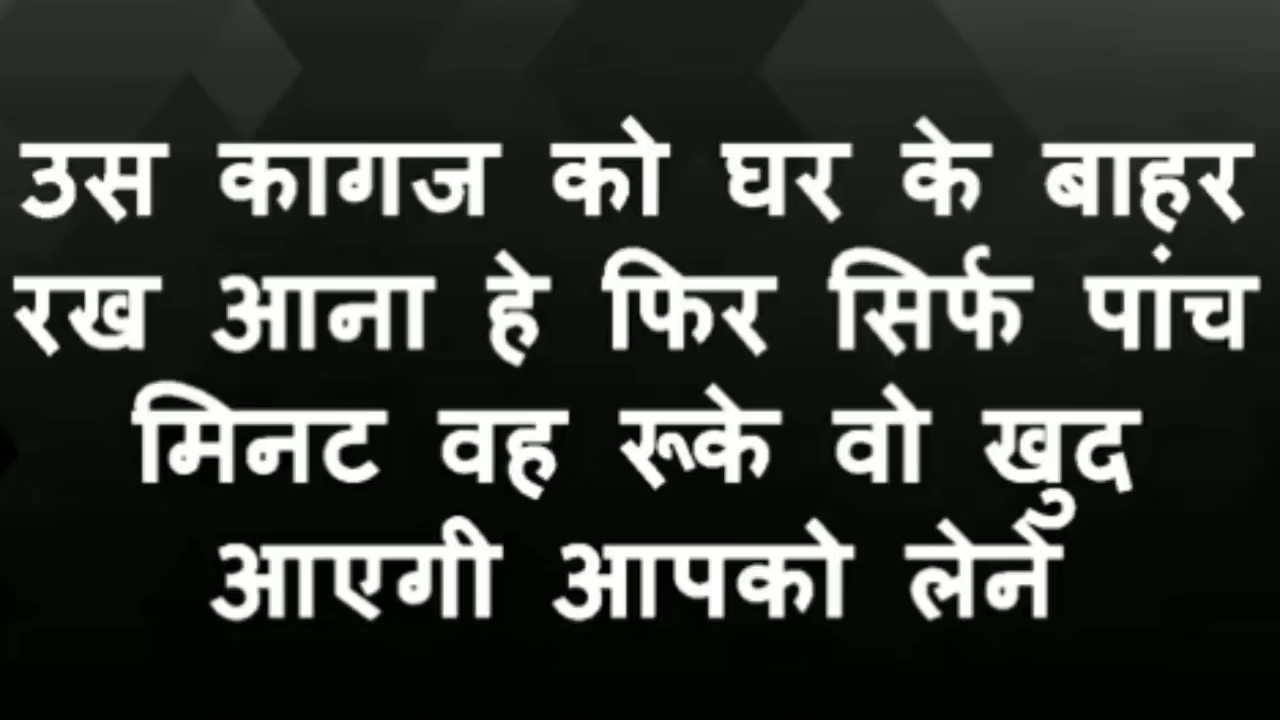 उस कागज को घर के बाहर
रख आना हे फिर सिर्फ पांच
मिनट वह रूके वो खुद
आएगी आपको लेने